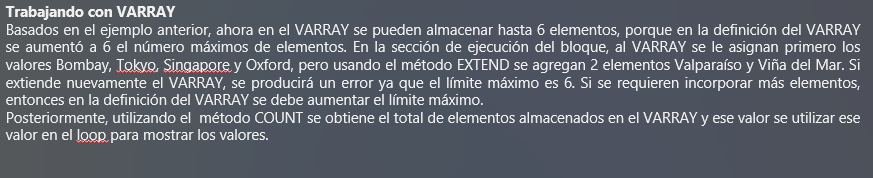 Trabajando con VARRAY
Basados en el ejemplo anterior, ahora en el VARRAY se pueden almacenar hasta 6 elementos, porque en la definición del VARRAY
se aumentó a 6 el número máximos de elementos. En la sección de ejecución del bloque, al VARRAY se le asignan primero los
valores Bombay, Tokyo, Singapore y Oxford, pero usando el método EXTEND se agregan 2 elementos Valparaíso y Viña del Mar. Si
extiende nuevamente el VARRAY, se producirá un error ya que el límite máximo es 6. Si se requieren incorporar más elementos,
entonces en la definición del VARRAY se debe aumentar el límite máximo.
Posteriormente, utilizando el método COUNT se obtiene el total de elementos almacenados en el VARRAY y ese valor se utilizar ese
valor en el loop para mostrar los valores.